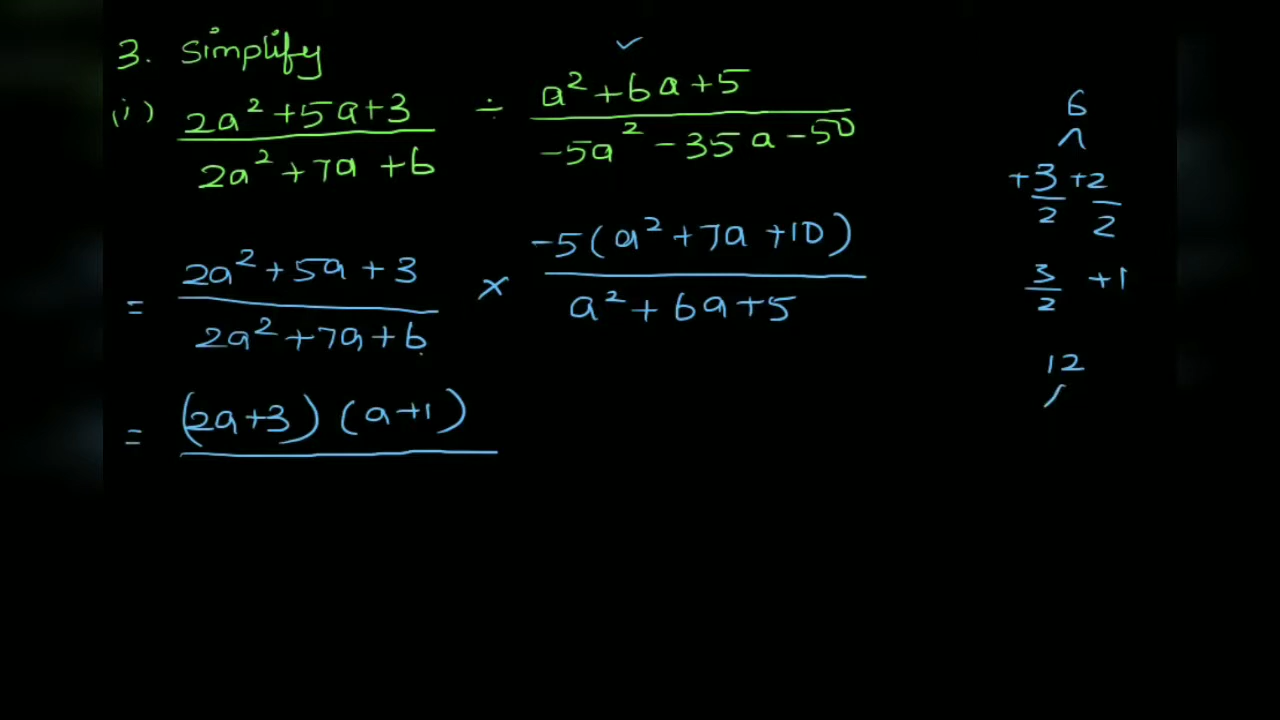 3. Simplify
(i) 2a² + 5a + 3 / 2a² + 7a + 6 ÷ a² + 6a + 5 / -5a² - 35a - 50
= 2a² + 5a + 3 / 2a² + 7a + 6 × -5(a² + 7a + 10) / a² + 6a + 5
= (2a+3) (a+1)
6
+3/2 +2/2
3/2 +1
12